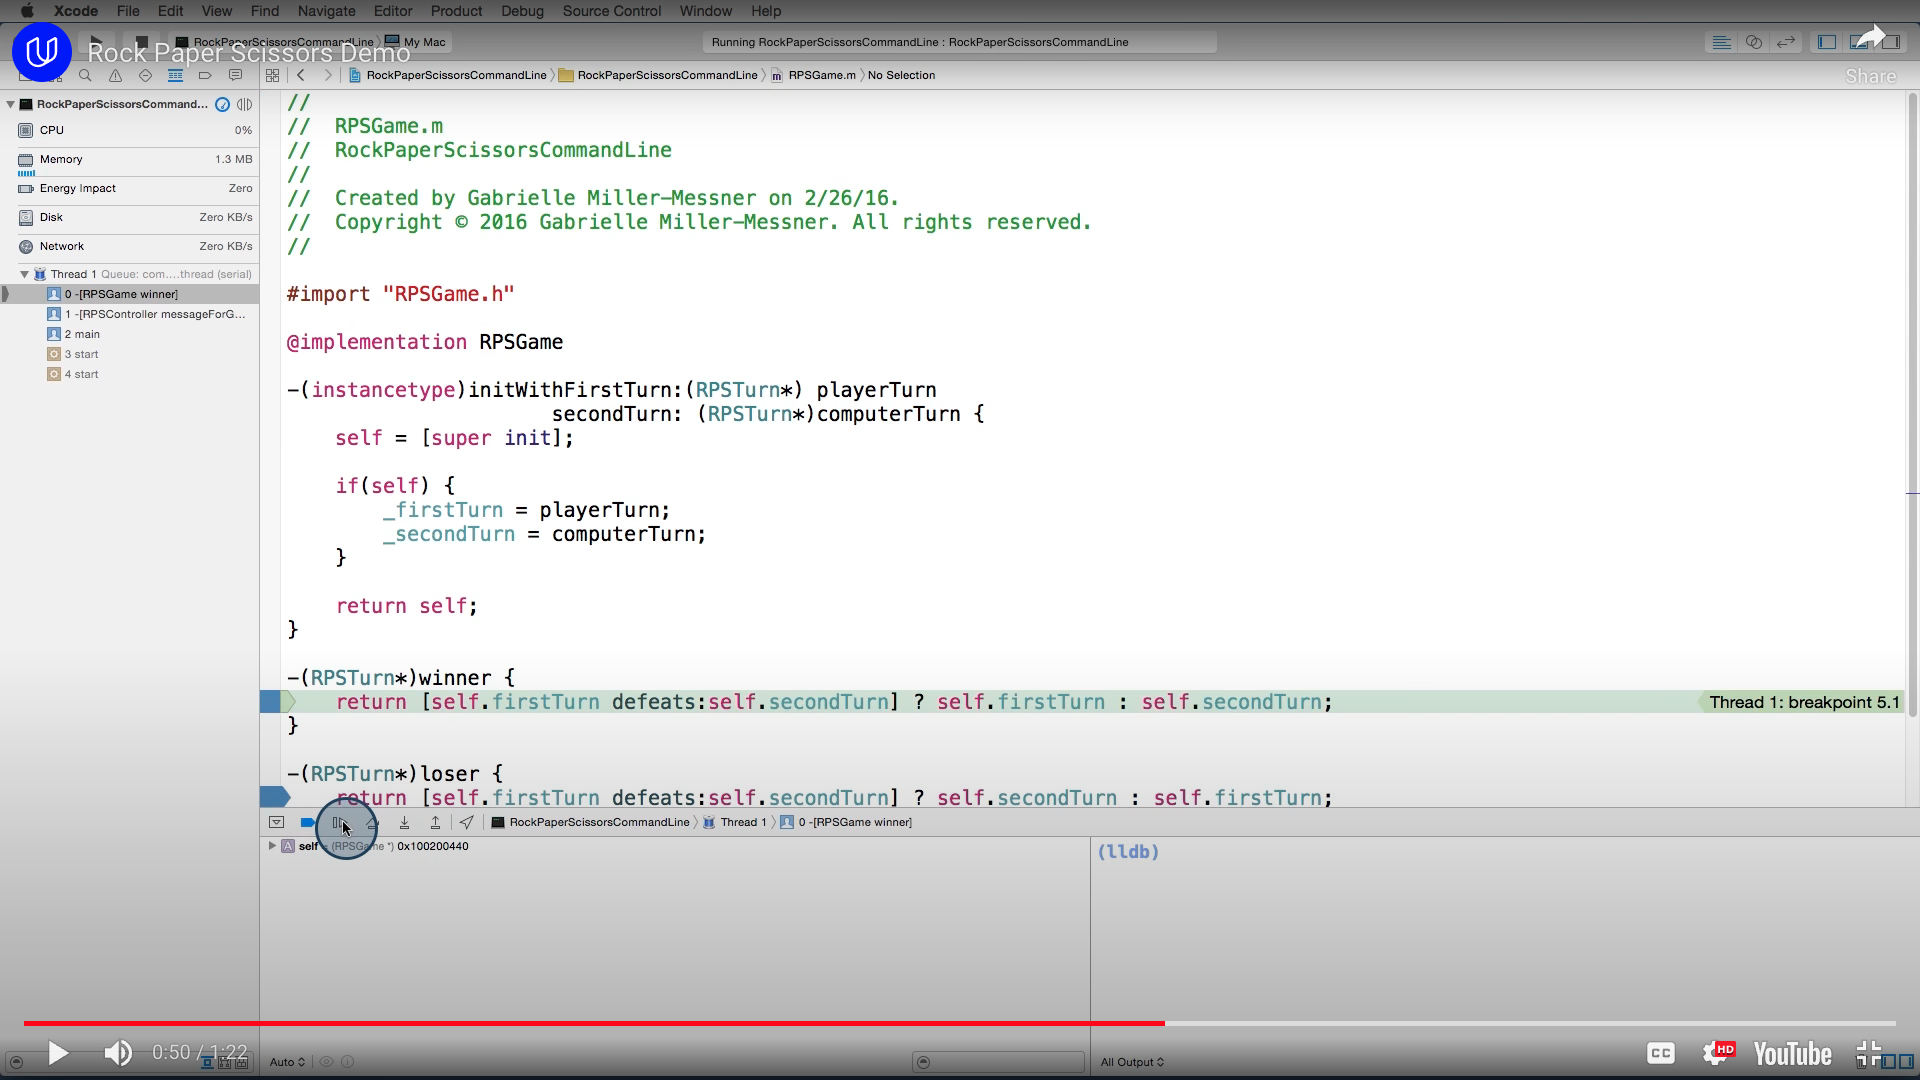 Xcode File Edit View Find Navigate Editor Product Debug Source Control Window Help
Rock Paper Scissors Demo
RockPaperScissorsCommandLine My Mac
Running RockPaperScissorsCommandLine : RockPaperScissorsCommandLine
Share
RockPaperScissorsCommandLine RockPaperScissorsCommandLine RPSGame.m No Selection
RockPaperScissorsCommand...
CPU 0%
Memory 1.3 MB
Energy Impact Zero
Disk Zero KB/s
Network Zero KB/s
Thread 1 Queue: com....thread (serial)
0 -[RPSGame winner]
1 -[RPSController messageForG...
2 main
3 start
4 start
//
// RPSGame.m
// RockPaperScissorsCommandLine
//
// Created by Gabrielle Miller-Messner on 2/26/16.
// Copyright © 2016 Gabrielle Miller-Messner. All rights reserved.
//
#import "RPSGame.h"
@implementation RPSGame
-(instancetype)initWithFirstTurn:(RPSTurn*) playerTurn
secondTurn: (RPSTurn*)computerTurn {
self = [super init];
if(self) {
_firstTurn = playerTurn;
_secondTurn = computerTurn;
}
return self;
}
-(RPSTurn*)winner {
return [self.firstTurn defeats:self.secondTurn] ? self.firstTurn : self.secondTurn;
Thread 1: breakpoint 5.1
}
-(RPSTurn*)loser {
return [self.firstTurn defeats:self.secondTurn] ? self.secondTurn : self.firstTurn;
RockPaperScissorsCommandLine Thread 1 0 -[RPSGame winner]
A self = (RPSGame *) 0x100200440
(lldb)
0:50 / 1:22
Auto
All Output
CC
HD
YouTube